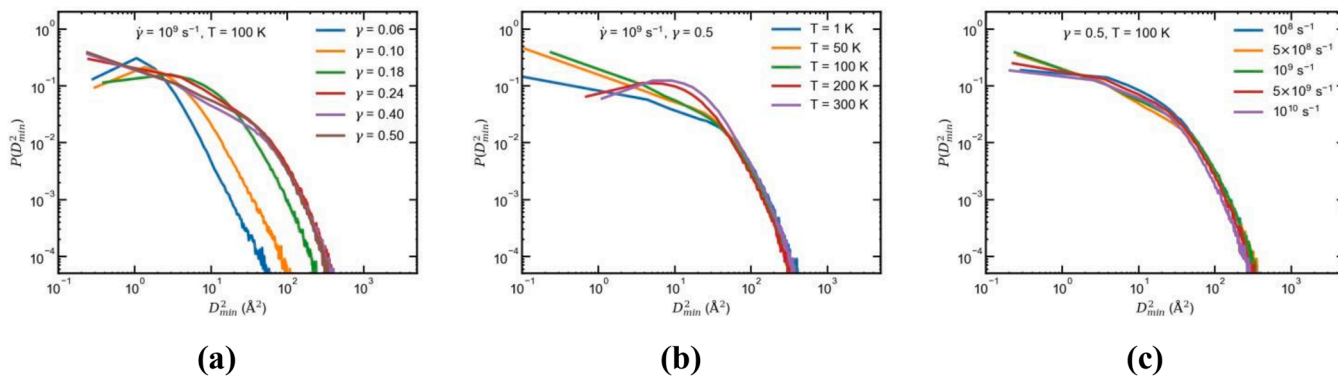 10⁰
10⁻¹
10⁻²
10⁻³
10⁻⁴
P(D²min)
γ̇ = 10⁹ s⁻¹, T = 100 K
γ = 0.06
γ = 0.10
γ = 0.18
γ = 0.24
γ = 0.40
γ = 0.50
10⁻¹ 10⁰ 10¹ 10² 10³
D²min (Å²)
(a)
10⁰
10⁻¹
10⁻²
10⁻³
10⁻⁴
P(D²min)
γ̇ = 10⁹ s⁻¹, γ = 0.5
T = 1 K
T = 50 K
T = 100 K
T = 200 K
T = 300 K
10⁻¹ 10⁰ 10¹ 10² 10³
D²min (Å²)
(b)
10⁰
10⁻¹
10⁻²
10⁻³
10⁻⁴
P(D²min)
γ = 0.5, T = 100 K
10⁸ s⁻¹
5×10⁸ s⁻¹
10⁹ s⁻¹
5×10⁹ s⁻¹
10¹⁰ s⁻¹
10⁻¹ 10⁰ 10¹ 10² 10³
D²min (Å²)
(c)